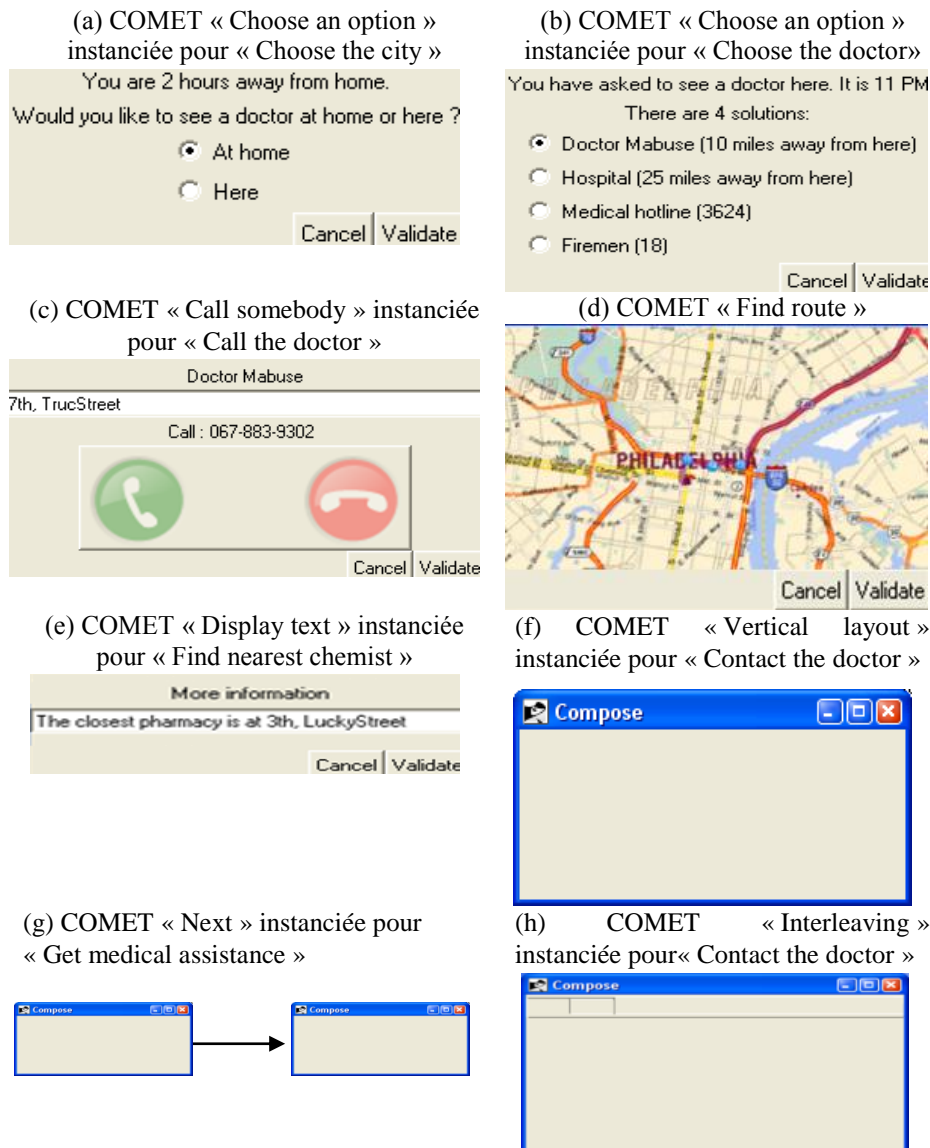 (a) COMET « Choose an option »
instanciée pour « Choose the city »
You are 2 hours away from home.
Would you like to see a doctor at home or here ?
At home
Here
Cancel Validate
(b) COMET « Choose an option »
instanciée pour « Choose the doctor»
You have asked to see a doctor here. It is 11 PM
There are 4 solutions:
Doctor Mabuse (10 miles away from here)
Hospital (25 miles away from here)
Medical hotline (3624)
Firemen (18)
Cancel Validate
(c) COMET « Call somebody » instanciée
pour « Call the doctor »
Doctor Mabuse
7th, TrucStreet
Call : 067-883-9302
Cancel Validate
(d) COMET « Find route »
PHILADELPHIA
PHILADELPHIA
Cancel Validate
(e) COMET « Display text » instanciée
pour « Find nearest chemist »
More information
The closest pharmacy is at 3th, LuckyStreet
Cancel Validate
(f) COMET « Vertical layout »
instanciée pour « Contact the doctor »
Compose
(g) COMET « Next » instanciée pour
« Get medical assistance »
Compose
Compose
(h) COMET « Interleaving »
instanciée pour« Contact the doctor »
Compose